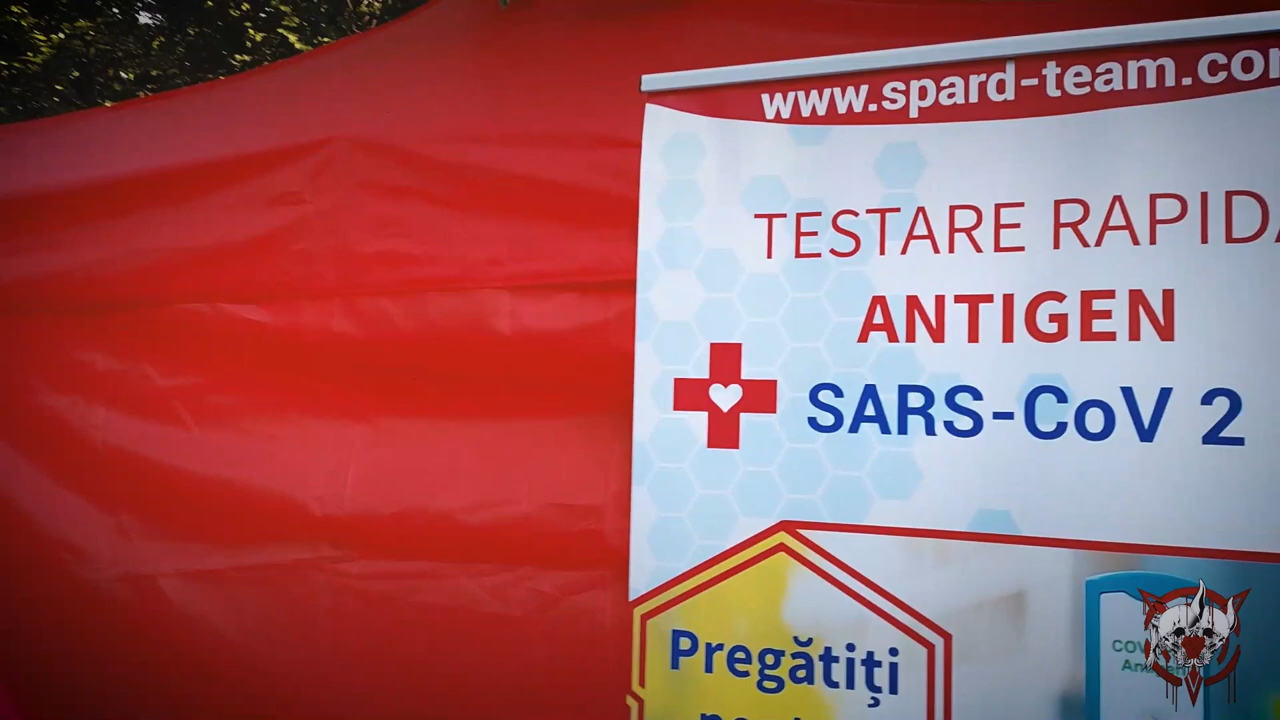 www.spard-team.co
TESTARE RAPID
ANTIGEN
SARS-CoV 2
Pregătiți